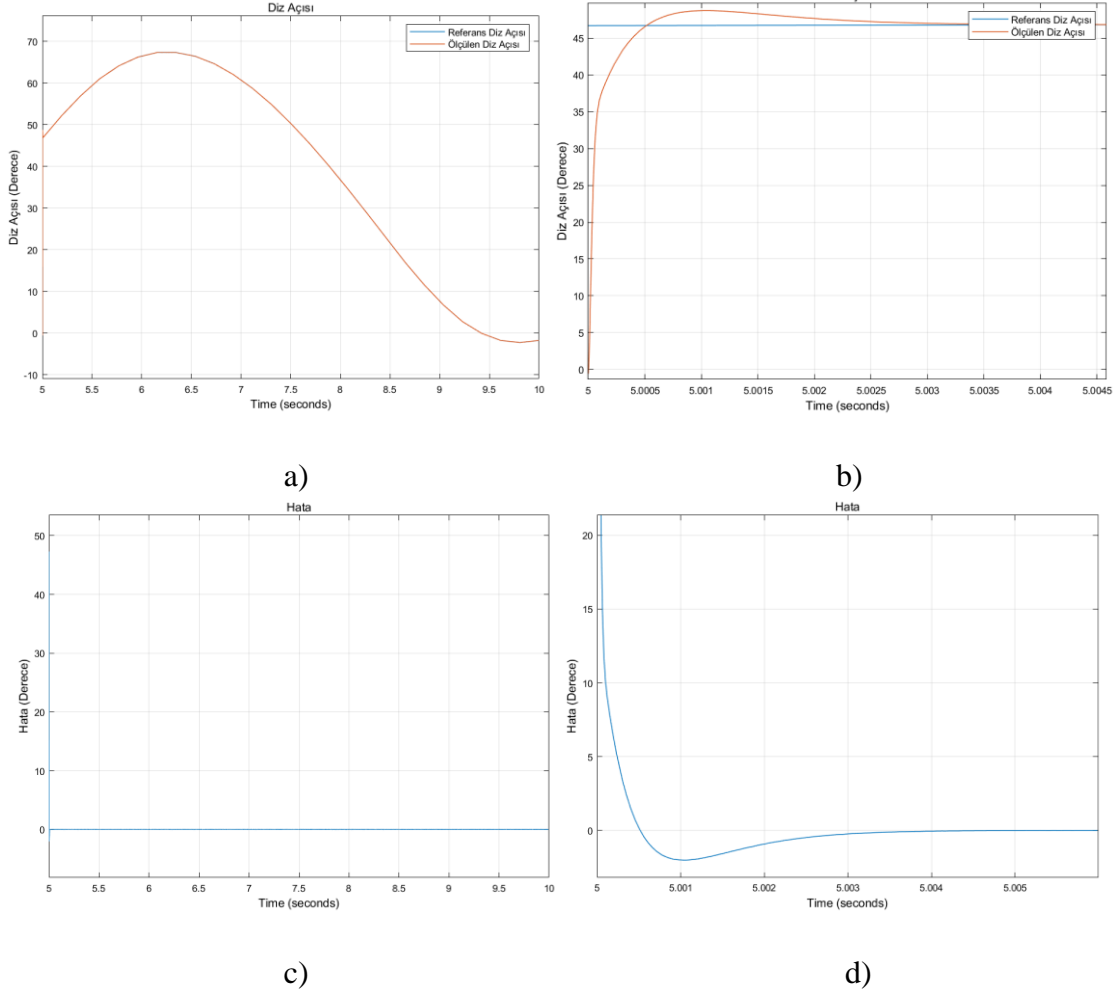 Diz Açısı
Referans Diz Açısı
Ölçülen Diz Açısı
Diz Açısı (Derece)
70
60
50
40
30
20
10
0
-10
5 5.5 6 6.5 7 7.5 8 8.5 9 9.5 10
Time (seconds)
a)
Referans Diz Açısı
Ölçülen Diz Açısı
Diz Açısı (Derece)
45
40
35
30
25
20
15
10
5
0
5 5.0005 5.001 5.0015 5.002 5.0025 5.003 5.0035 5.004 5.0045
Time (seconds)
b)
Hata
Hata (Derece)
50
40
30
20
10
0
5 5.5 6 6.5 7 7.5 8 8.5 9 9.5 10
Time (seconds)
c)
Hata
Hata (Derece)
20
15
10
5
0
5 5.001 5.002 5.003 5.004 5.005
Time (seconds)
d)